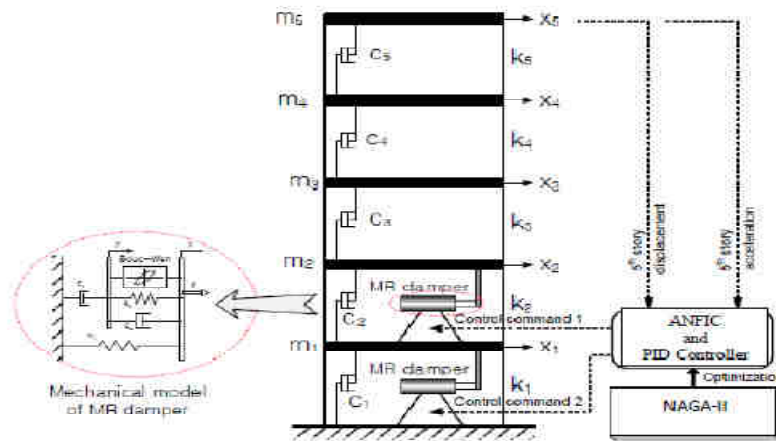 m₅
X₅
C₅
k₅
m₄
X₄
C₄
k₄
m₃
X₃
C₃
k₃
m₂
X₂
MR damper
C₂
k₂
Control command 1
m₁
X₁
MR damper
C₁
k₁
Control command 2
5th story
displacement
5th story
acceleration
ANFIC
and
PID Controller
Optimizatio
NAGA-II
Bouc-Wen
Mechanical model
of MR damper